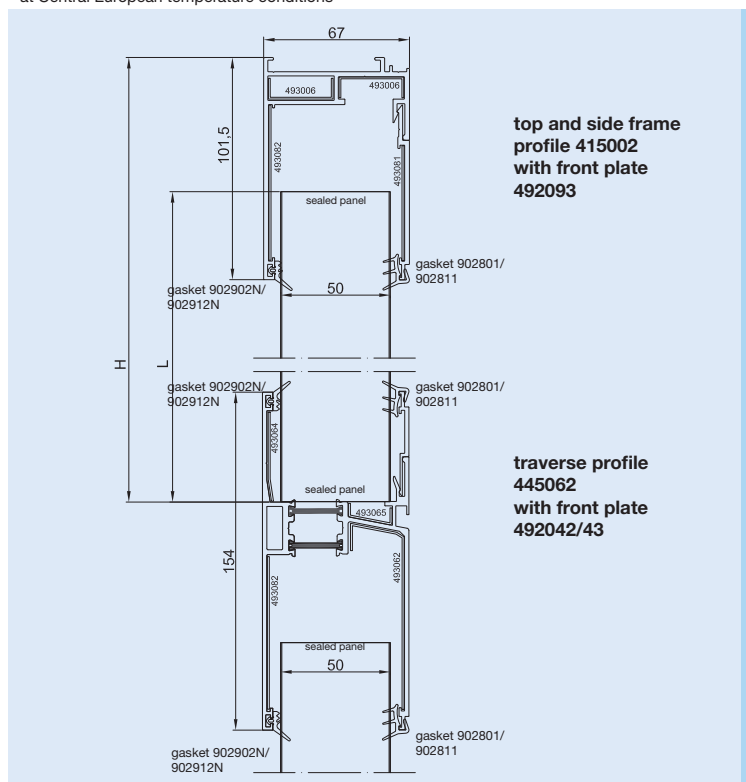 at Central European temperature conditions
67
493006
493006
101,5
493082
493081
top and side frame
profile 415002
with front plate
492093
sealed panel
gasket 902902N/
902912N
50
gasket 902801/
902811
H
L
gasket 902902N/
902912N
gasket 902801/
902811
493064
traverse profile
445062
with front plate
492042/43
sealed panel
493065
154
493082
493062
sealed panel
50
gasket 902902N/
902912N
gasket 902801/
902811